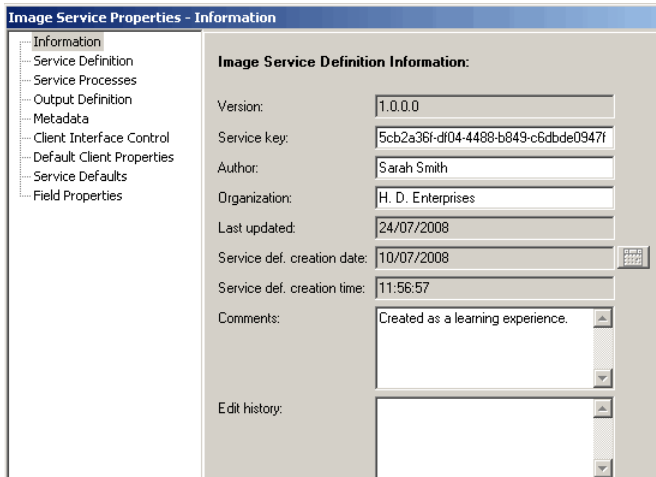 Image Service Properties - Information
Information
Service Definition
Service Processes
Output Definition
Metadata
Client Interface Control
Default Client Properties
Service Defaults
Field Properties
Image Service Definition Information:
Version: 1.0.0.0
Service key: 5cb2a36f-df04-4488-b849-c6dbde0947f
Author: Sarah Smith
Organization: H. D. Enterprises
Last updated: 24/07/2008
Service def. creation date: 10/07/2008
Service def. creation time: 11:56:57
Comments: Created as a learning experience.
Edit history: